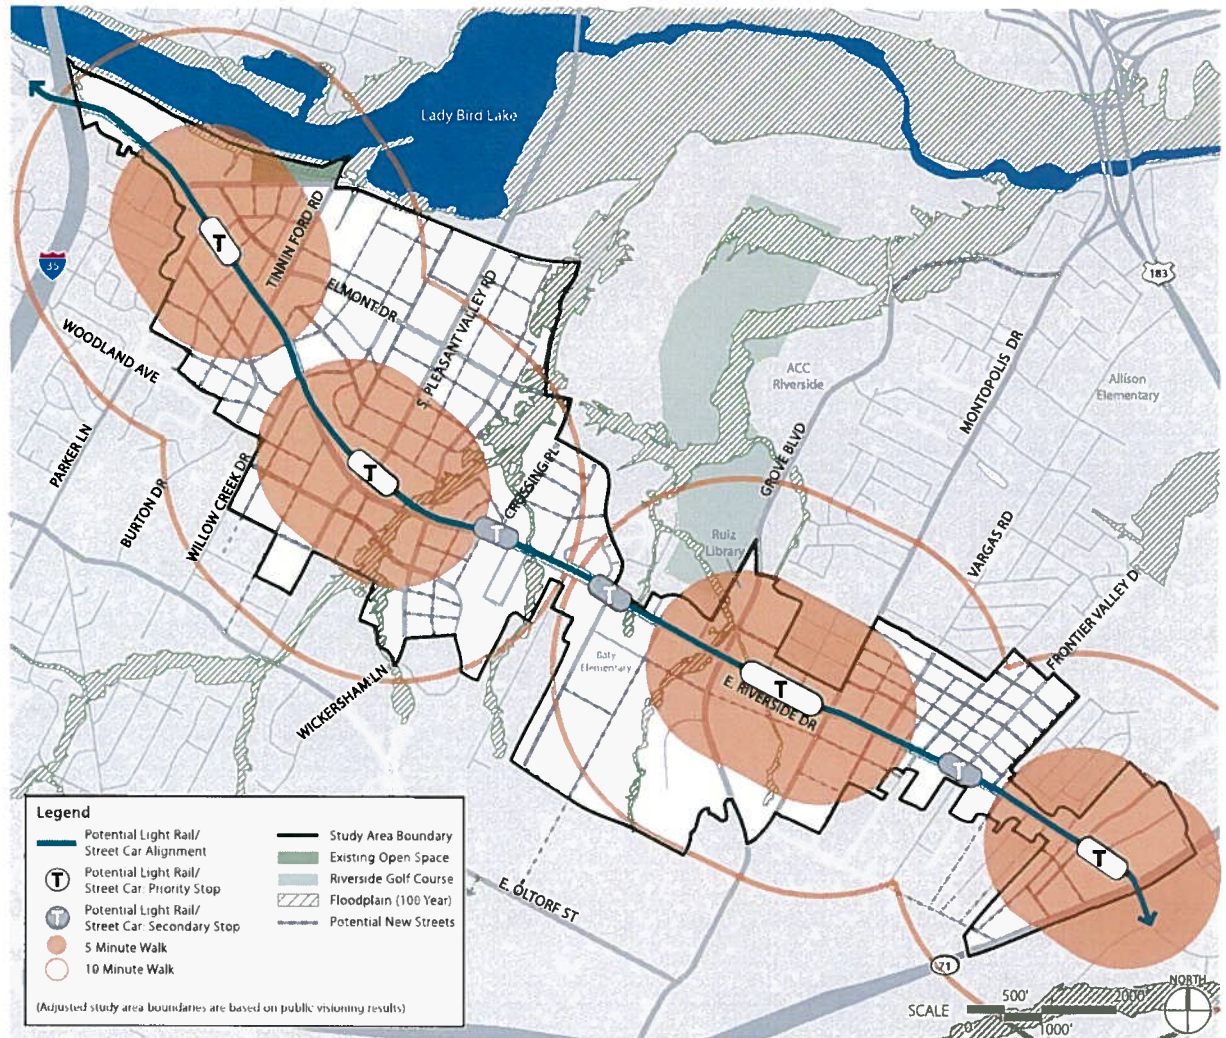 Lady Bird Lake
TINNIN FORD RD
35
ELMONT DR
S. PLEASANT VALLEY RD
183
WOODLAND AVE
ACC
Riverside
MONTOPOLIS DR
Allison
Elementary
PARKER LN
BURTON DR
WILLOW CREEK DR
CROSSING PL
GROVE BLVD
Ruiz
Library
VARGAS RD
FRONTIER VALLEY D
T
T
T
T
T
T
T
Baty
Elementary
E. RIVERSIDE DR
WICKERSHAM LN
E. OLTORF ST
71
Legend
Potential Light Rail/
Street Car Alignment
T
Potential Light Rail/
Street Car: Priority Stop
T
Potential Light Rail/
Street Car: Secondary Stop
5 Minute Walk
10 Minute Walk
Study Area Boundary
Existing Open Space
Riverside Golf Course
Floodplain (100 Year)
Potential New Streets
(Adjusted study area boundaries are based on public visioning results)
NORTH
SCALE
500'
2000'
0
1000'